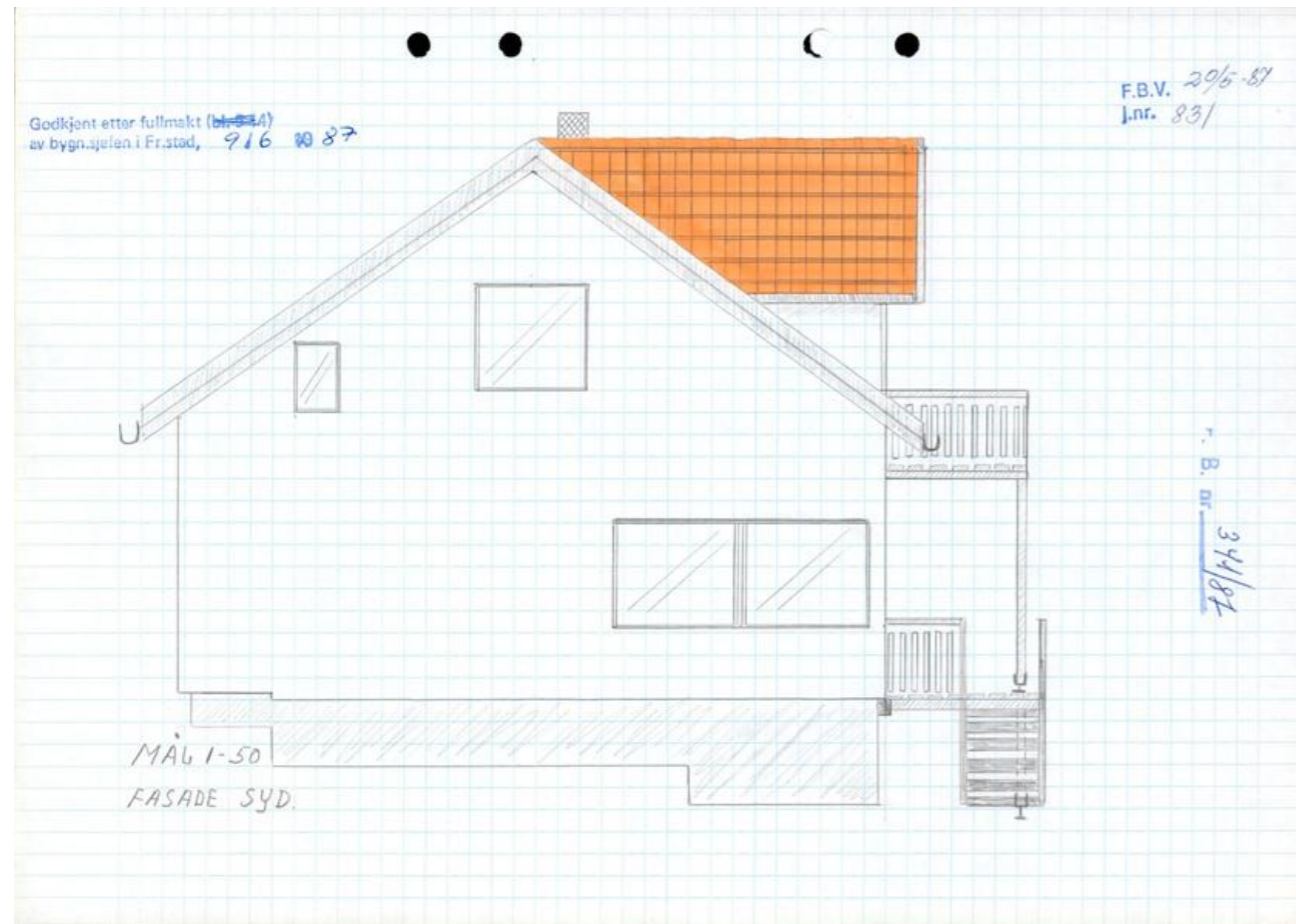 Godkjent etter fullmakt
av bygn.sjefen i Fr.stad, 9/6 87
F.B.V. 20/5-87
j.nr. 831
B. nr. 344/87
MÅL 1-50
FASADE SYD.